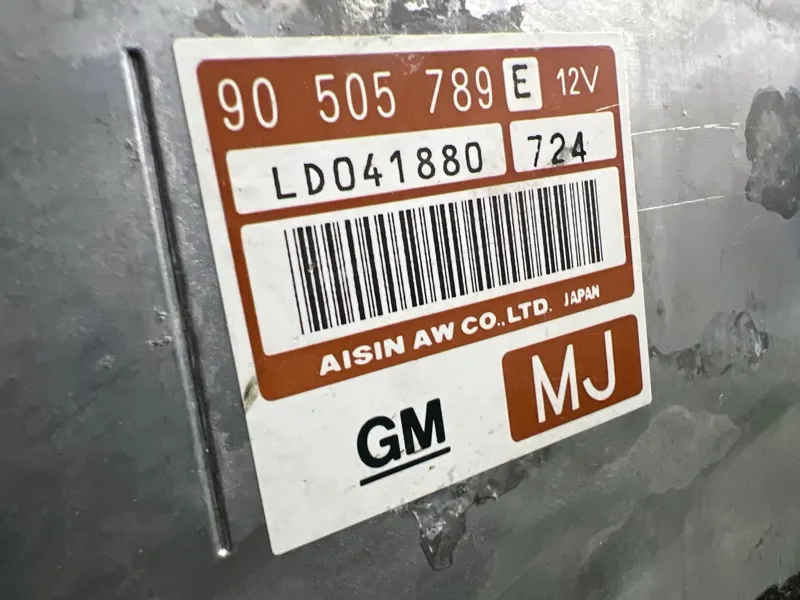 90 505 789 E 12V
LD041880 724
AISIN AW CO.,LTD. JAPAN
GM MJ